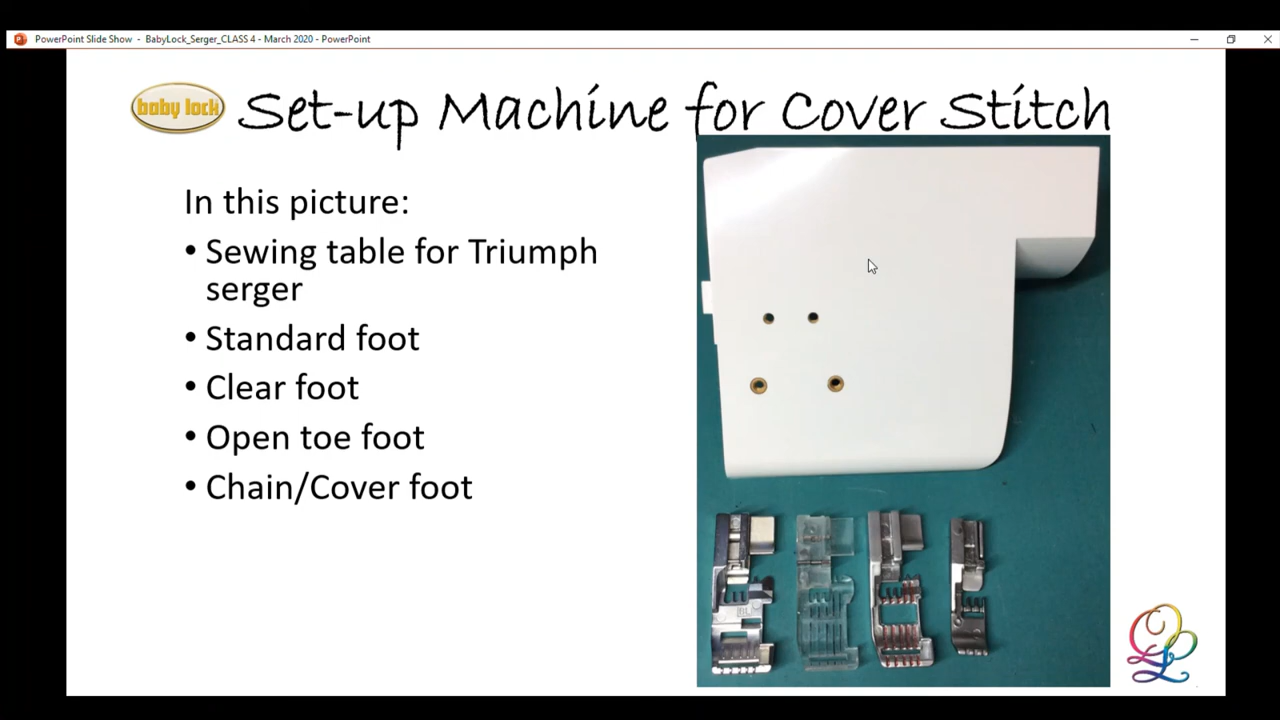 PowerPoint Slide Show - BabyLock_Serger_CLASS 4 - March 2020 - PowerPoint
baby lock
Set-up Machine for Cover Stitch
In this picture:
• Sewing table for Triumph
serger
• Standard foot
• Clear foot
• Open toe foot
• Chain/Cover foot